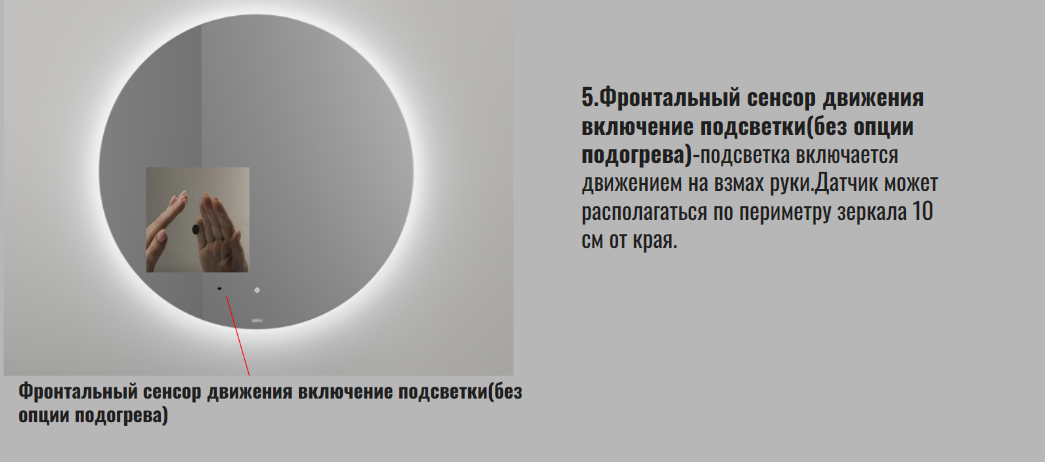 5.Фронтальный сенсор движения
включение подсветки(без опции
подогрева)-подсветка включается
движением на взмах руки.Датчик может
располагаться по периметру зеркала 10
см от края.
Фронтальный сенсор движения включение подсветки(без
опции подогрева)